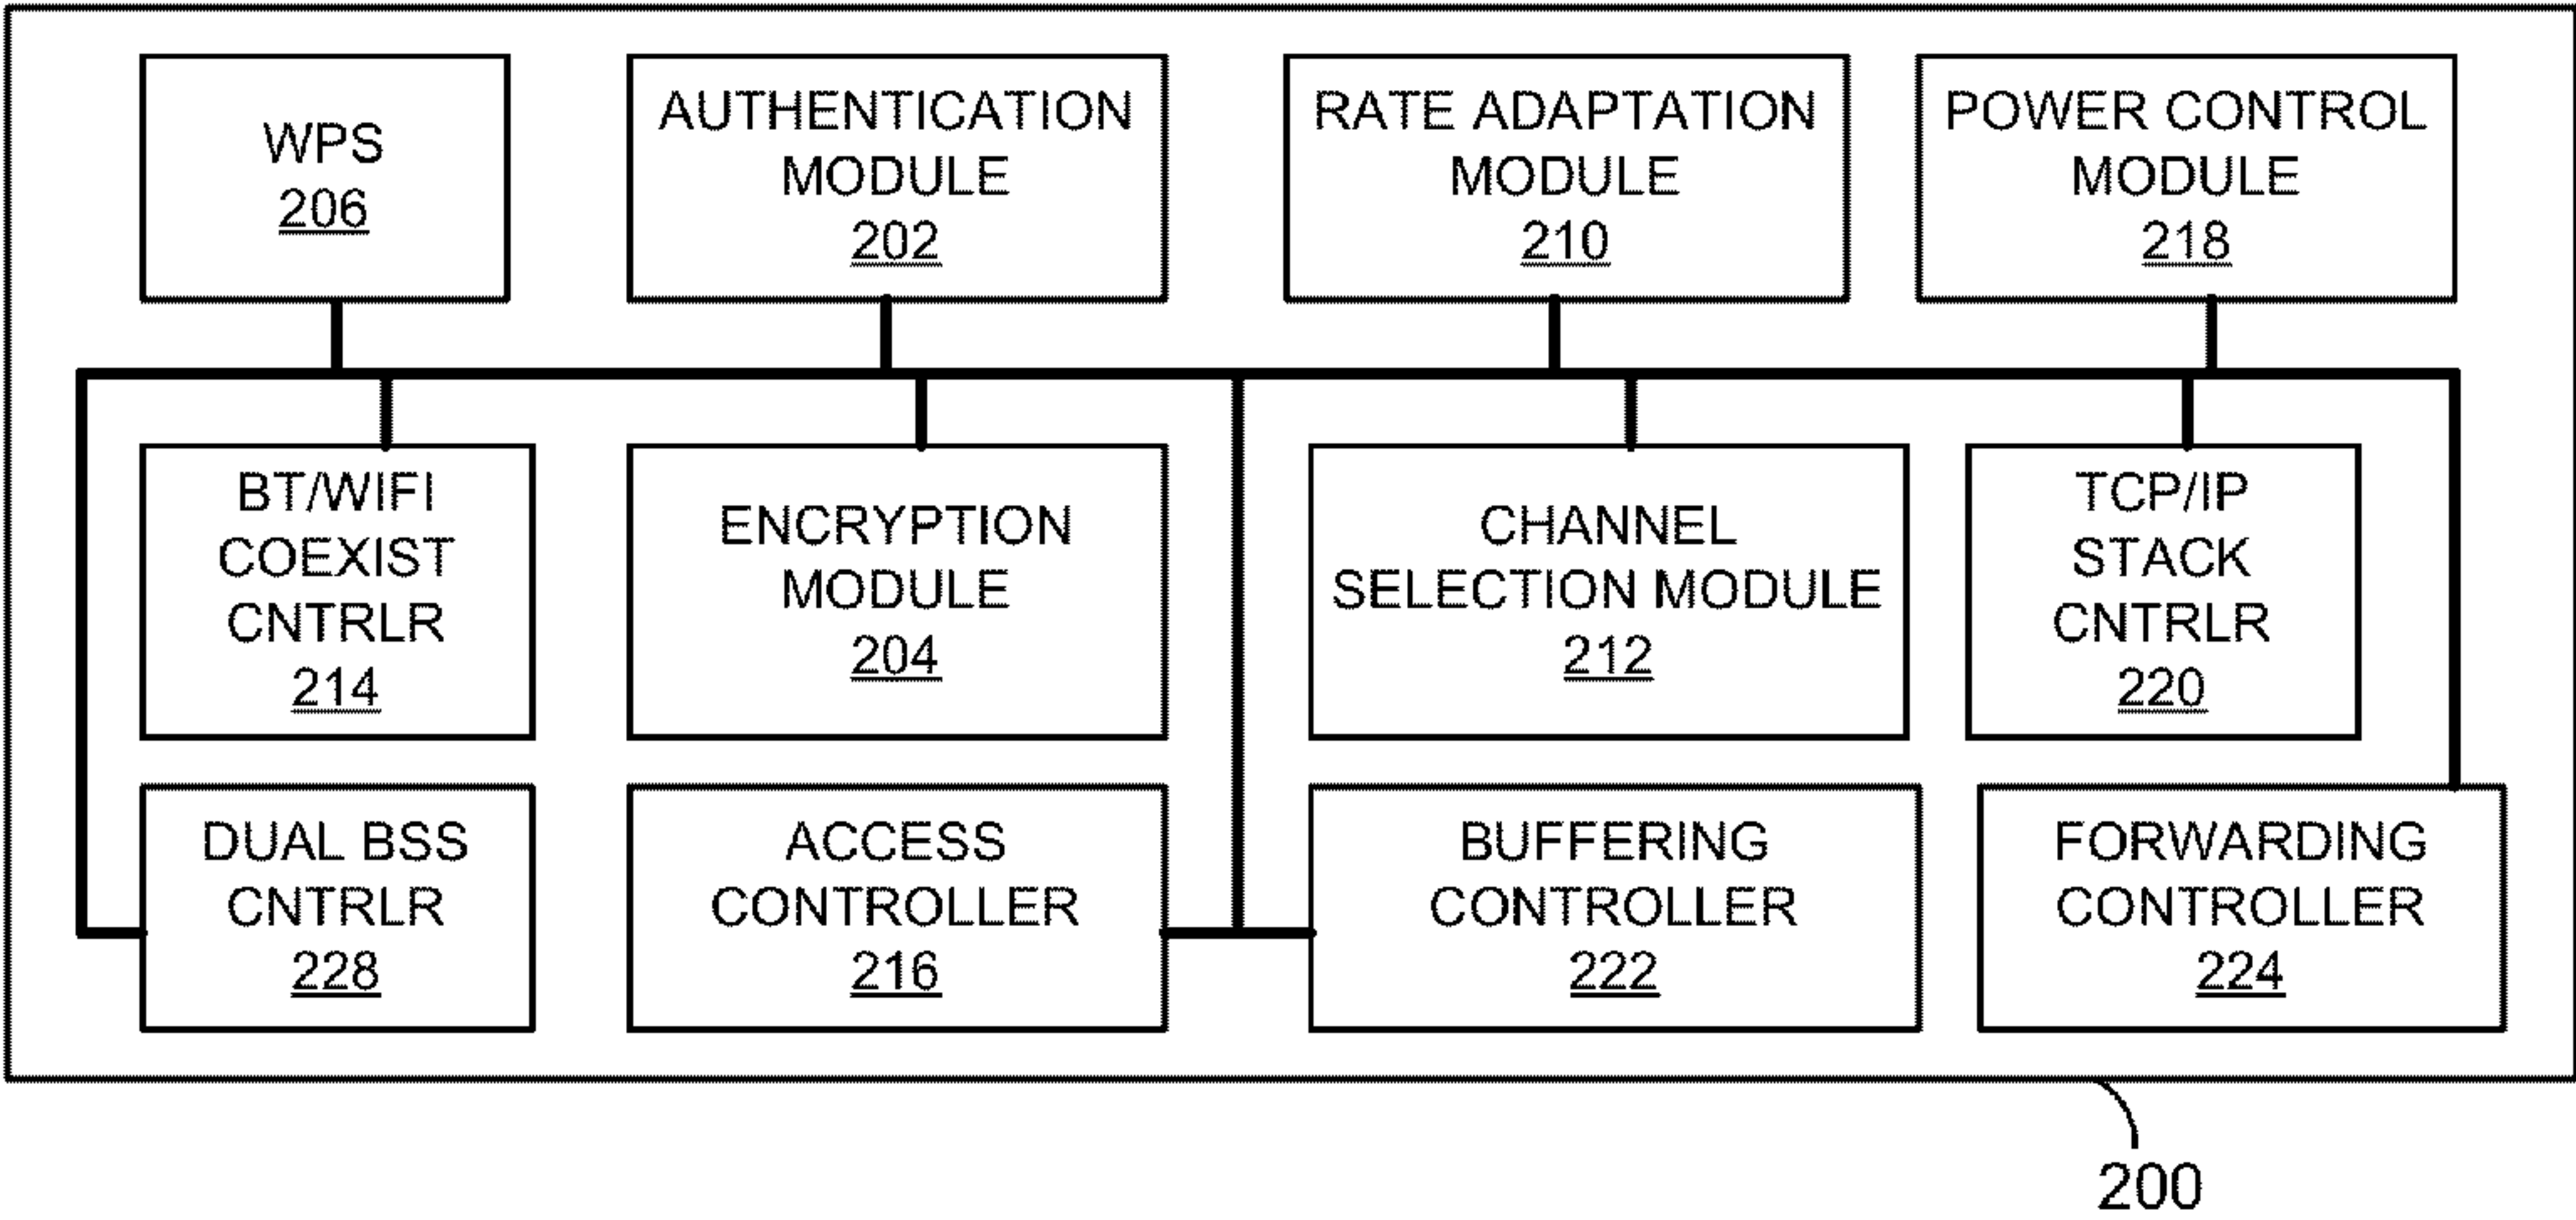 WPS
206
AUTHENTICATION
MODULE
202
RATE ADAPTATION
MODULE
210
POWER CONTROL
MODULE
218
BT/WIFI
COEXIST
CNTRLR
214
ENCRYPTION
MODULE
204
CHANNEL
SELECTION MODULE
212
TCP/IP
STACK
CNTRLR
220
DUAL BSS
CNTRLR
228
ACCESS
CONTROLLER
216
BUFFERING
CONTROLLER
222
FORWARDING
CONTROLLER
224
200